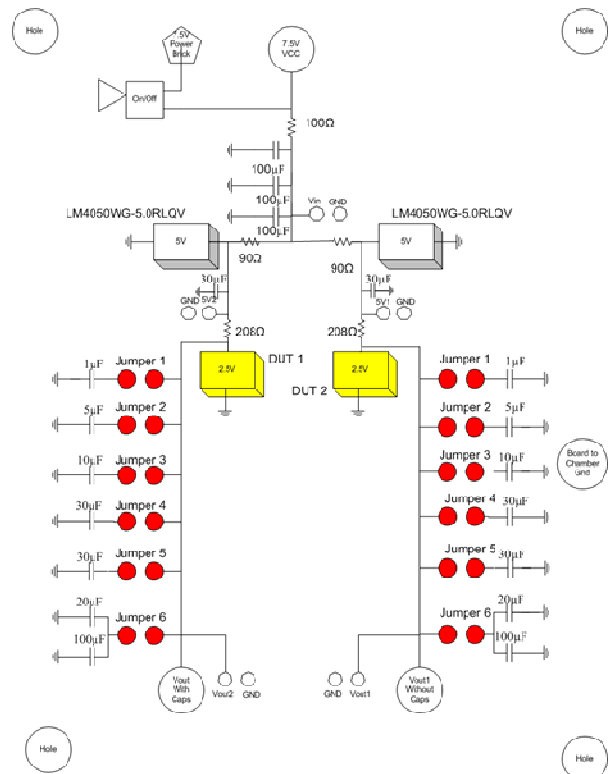 Hole
.5V
Power
Brick
7.5V
VCC
Hole
On/Off
100Ω
100µF
100µF
100µF
Vin GND
LM4050WG-5.0RLQV
LM4050WG-5.0RLQV
5V
5V
90Ω
90Ω
30µF
30µF
GND 5V2
5V1 GND
208Ω
208Ω
DUT 1
2.5V
2.5V
DUT 2
1µF Jumper 1
Jumper 1 1µF
5µF Jumper 2
Jumper 2 5µF
10µF Jumper 3
Jumper 3 10µF
Board to
Chamber
Gnd
30µF Jumper 4
Jumper 4 30µF
30µF Jumper 5
Jumper 5 30µF
20µF
Jumper 6
100µF
20µF
Jumper 6
100µF
Vout
With
Caps
Vout2 GND
GND Vout1
Vout1
Without
Caps
Hole
Hole